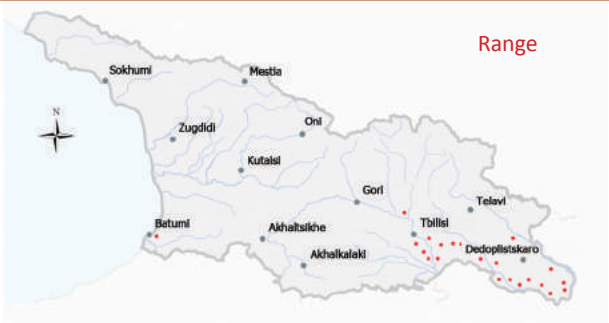 Range
Sokhumi
Mestia
N
Zugdidi
Oni
Kutaisi
Gori
Telavi
Batumi
Akhaltsikhe
Tbilisi
Dedoplistskaro
Akhalkalaki